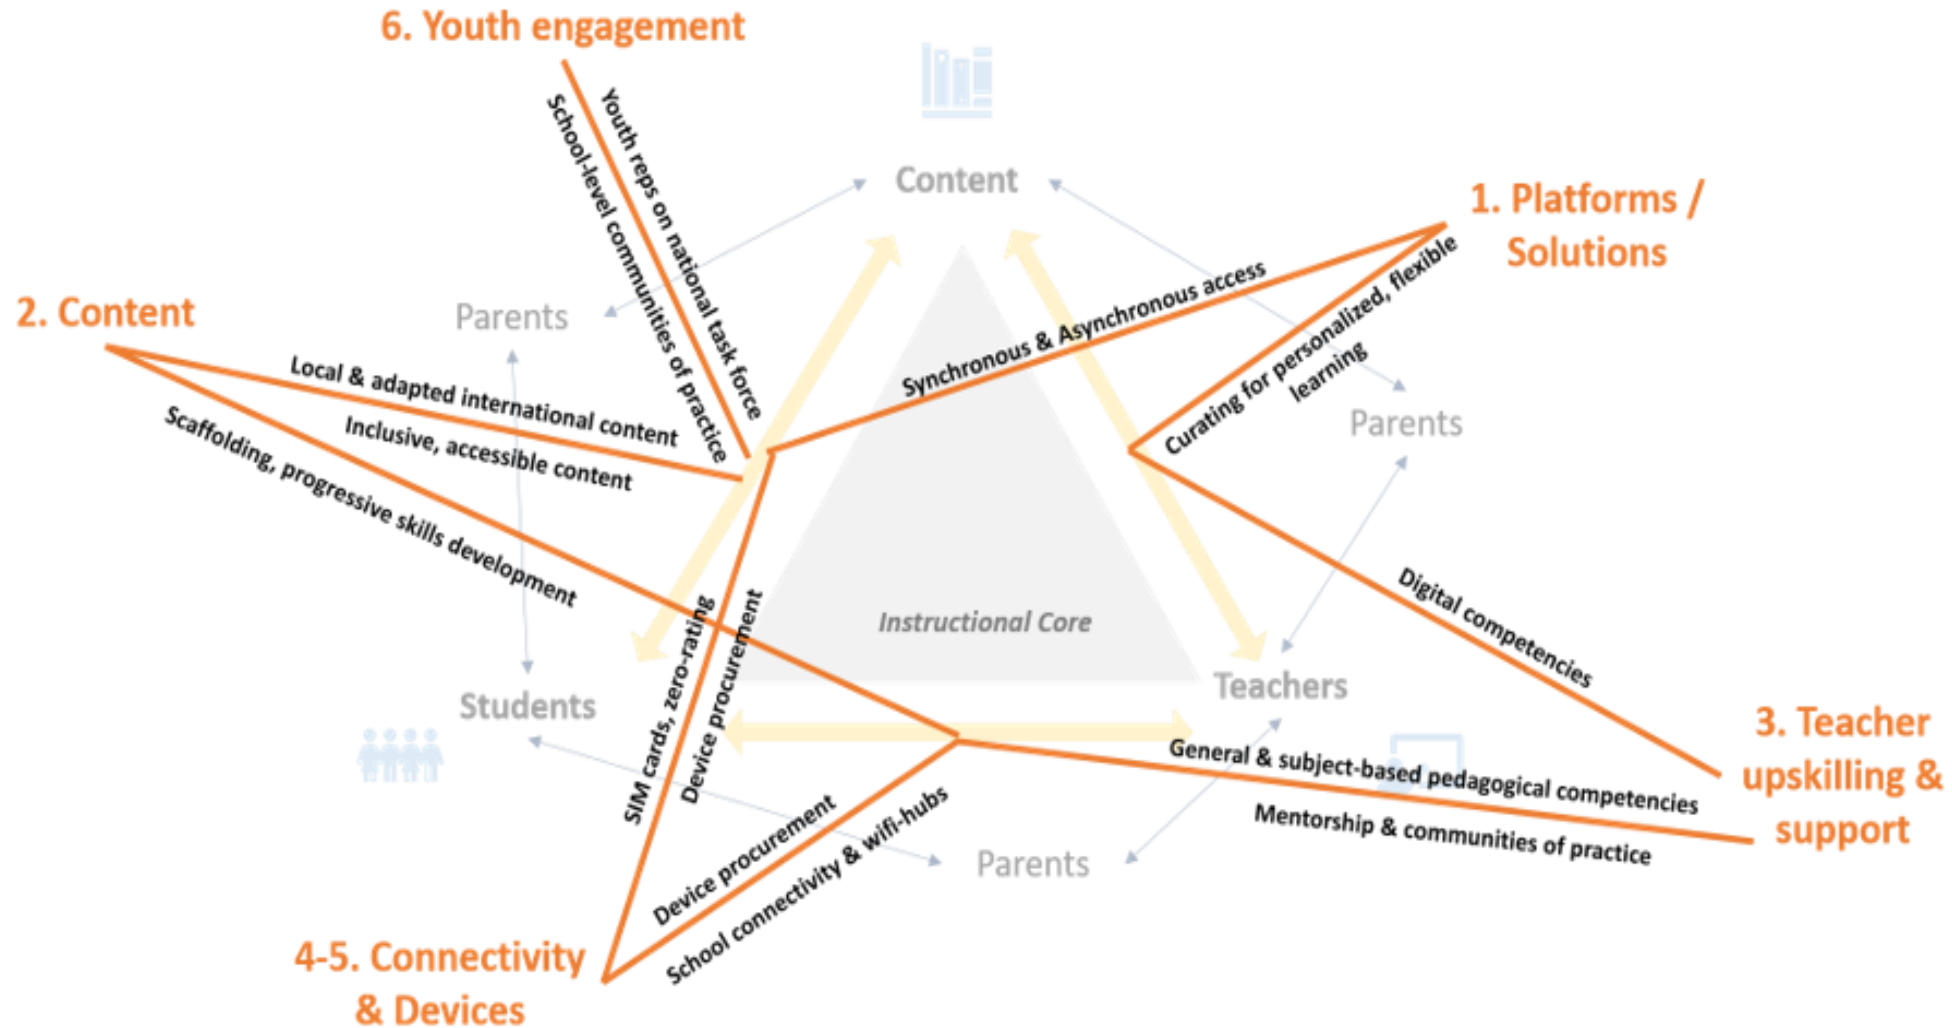 6. Youth engagement
Youth reps on national task force
School-level communities of practice
Content
1. Platforms /
Solutions
Synchronous & Asynchronous access
Curating for personalized, flexible
learning
2. Content
Parents
Local & adapted international content
Inclusive, accessible content
Scaffolding, progressive skills development
Parents
Digital competencies
Instructional Core
Students
Teachers
SIM cards, zero-rating
Device procurement
3. Teacher
upskilling &
support
General & subject-based pedagogical competencies
Mentorship & communities of practice
Device procurement
School connectivity & wifi-hubs
Parents
4-5. Connectivity
& Devices